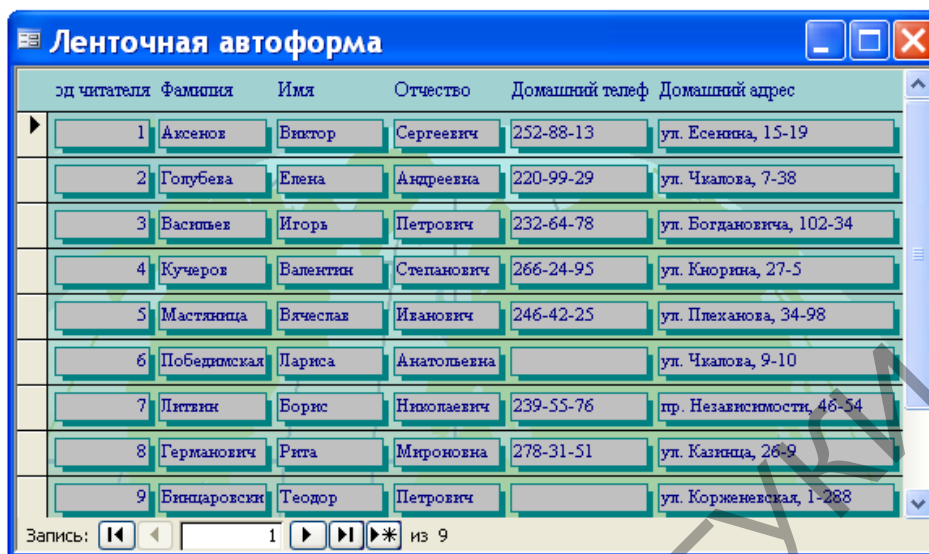 Ленточная автоформа
од читателя Фамилия Имя Отчество Домашний телеф Домашний адрес
1 Аксенов Виктор Сергеевич 252-88-13 ул. Есенина, 15-19
2 Голубева Елена Андреевна 220-99-29 ул. Чкалова, 7-38
3 Васильев Игорь Петрович 232-64-78 ул. Богдановича, 102-34
4 Кучеров Валентин Степанович 266-24-95 ул. Кнорина, 27-5
5 Мастяница Вячеслав Иванович 246-42-25 ул. Плеханова, 34-98
6 Победимская Лариса Анатольевна ул. Чкалова, 9-10
7 Литвин Борис Николаевич 239-55-76 пр. Независимости, 46-54
8 Германович Рита Мироновна 278-31-51 ул. Казинца, 26-9
9 Бинцаровски Теодор Петрович ул. Корженевская, 1-288
Запись: 1 из 9